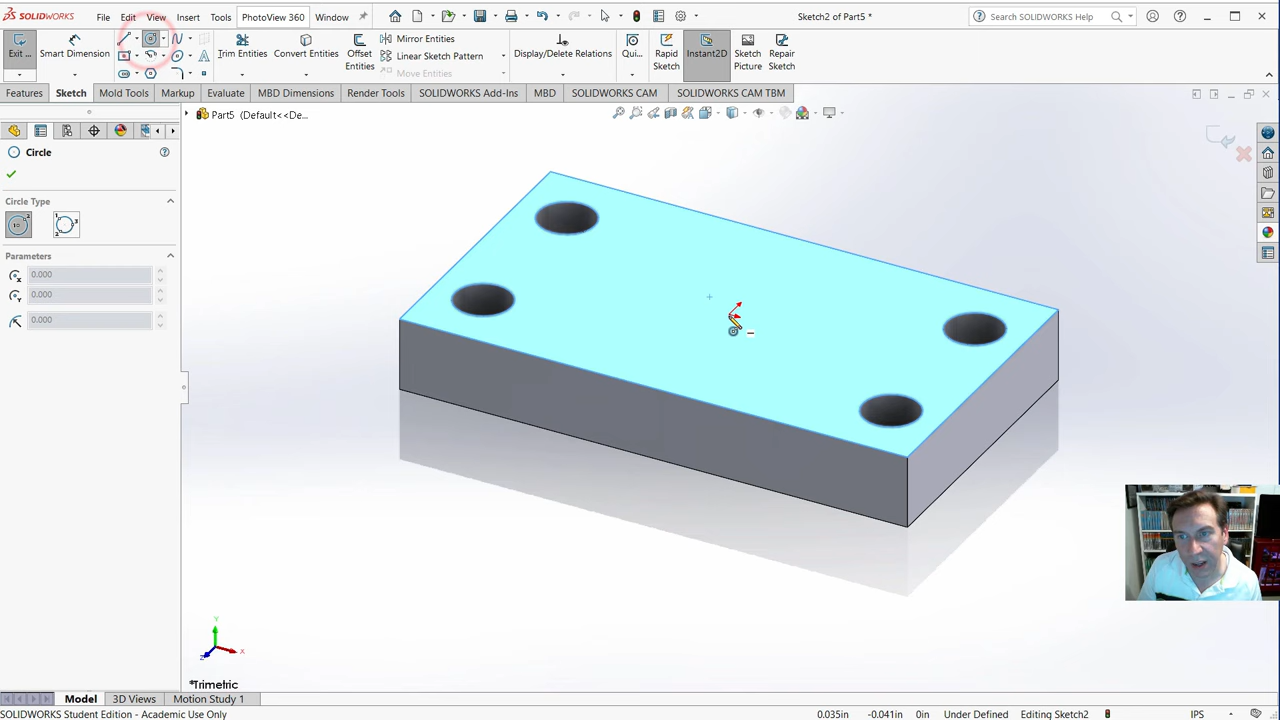 SOLIDWORKS File Edit View Insert Tools PhotoView 360 Window Sketch2 of Part5 * Search SOLIDWORKS Help
Exit ... Smart Dimension Trim Entities Convert Entities Offset Entities Mirror Entities Linear Sketch Pattern Move Entities Display/Delete Relations Qui... Rapid Sketch Instant2D Sketch Picture Repair Sketch
Features Sketch Mold Tools Markup Evaluate MBD Dimensions Render Tools SOLIDWORKS Add-Ins MBD SOLIDWORKS CAM SOLIDWORKS CAM TBM
Part5 (Default<<De...
Circle
Circle Type
Parameters
0.000
0.000
0.000
Y
X
Z
*Trimetric
Model 3D Views Motion Study 1
SOLIDWORKS Student Edition - Academic Use Only 0.035in -0.041in 0in Under Defined Editing Sketch2 IPS